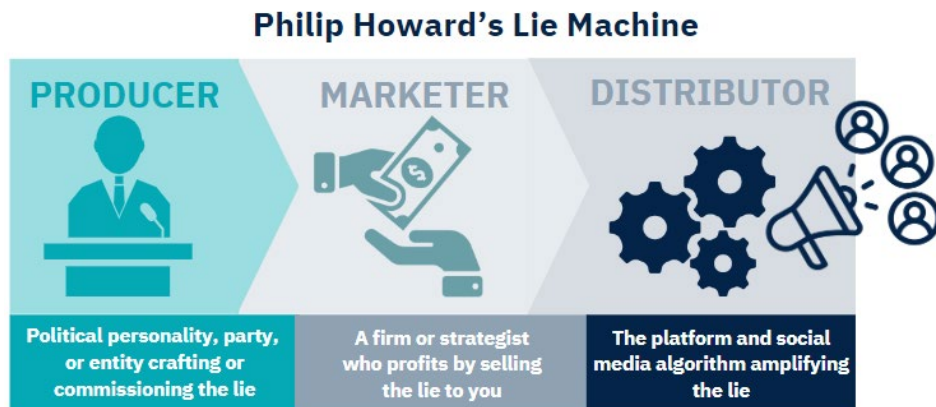 Philip Howard's Lie Machine
PRODUCER
MARKETER
DISTRIBUTOR
$
Political personality, party,
or entity crafting or
commissioning the lie
A firm or strategist
who profits by selling
the lie to you
The platform and social
media algorithm amplifying
the lie